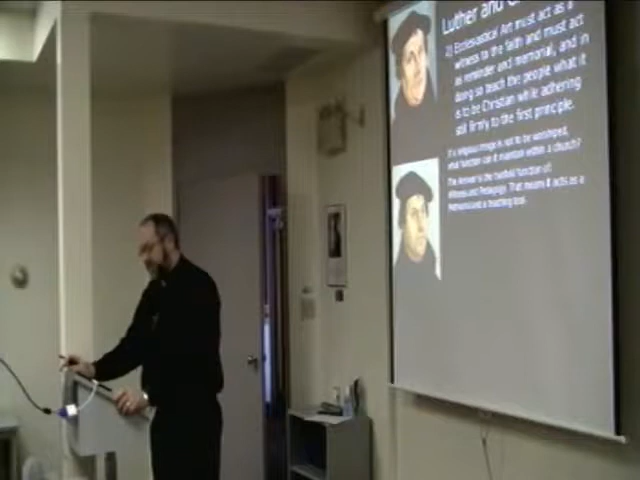 Luther and
2) Ecclesiastical Art must act as a
witness to the faith and must act
as reminder and memorial, and in
doing so teach the people what it
is to be Christian while adhering
still firmly to the first principle.
If a religious image is not to be worshiped,
what function can it maintain within a church?
The Answer is the twofold function of
Witness and Pedagogy. That means it acts as a
Memorial and a teaching tool.